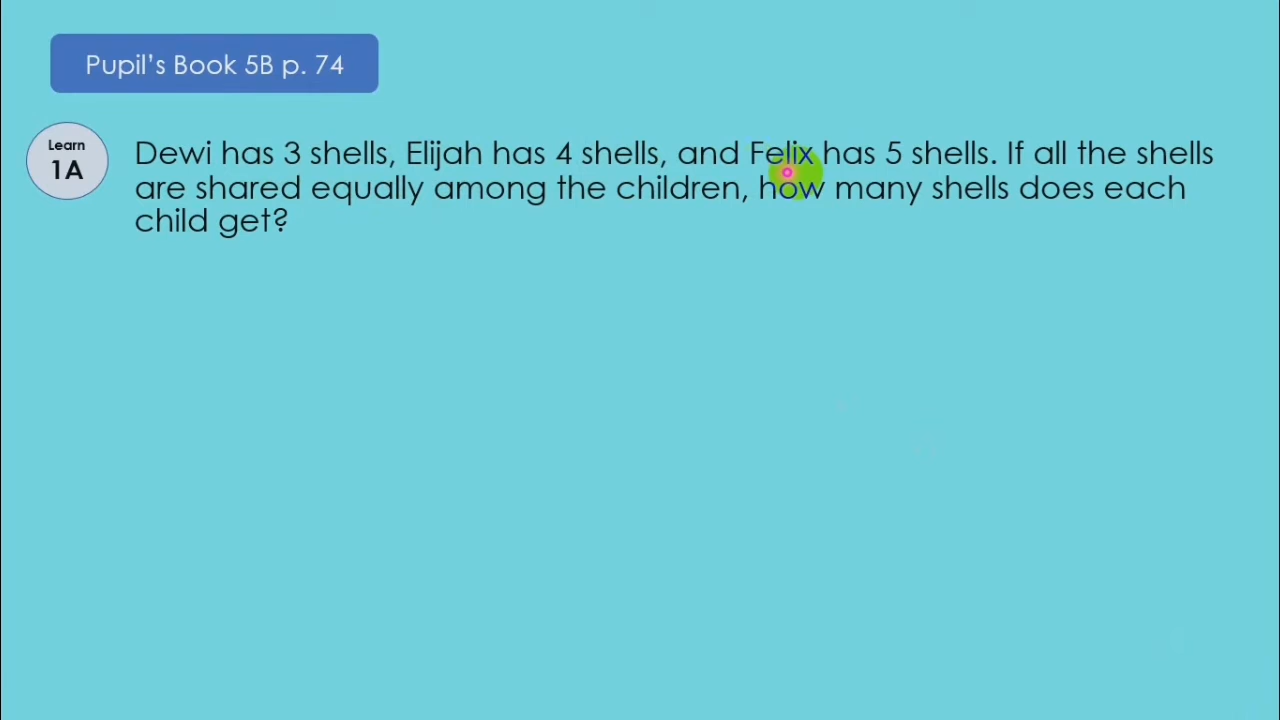 Pupil’s Book 5B p. 74
Learn
1A
Dewi has 3 shells, Elijah has 4 shells, and Felix has 5 shells. If all the shells
are shared equally among the children, how many shells does each
child get?